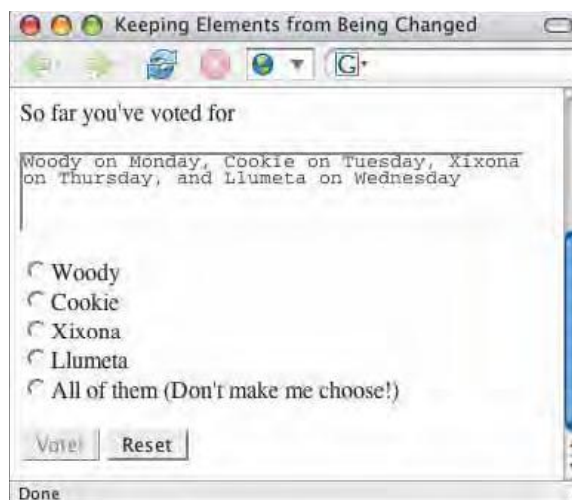 Keeping Elements from Being Changed
G
So far you've voted for
Woody on Monday, Cookie on Tuesday, Xixona
on Thursday, and Llumeta on Wednesday
Woody
Cookie
Xixona
Llumeta
All of them (Don't make me choose!)
Vote! Reset
Done